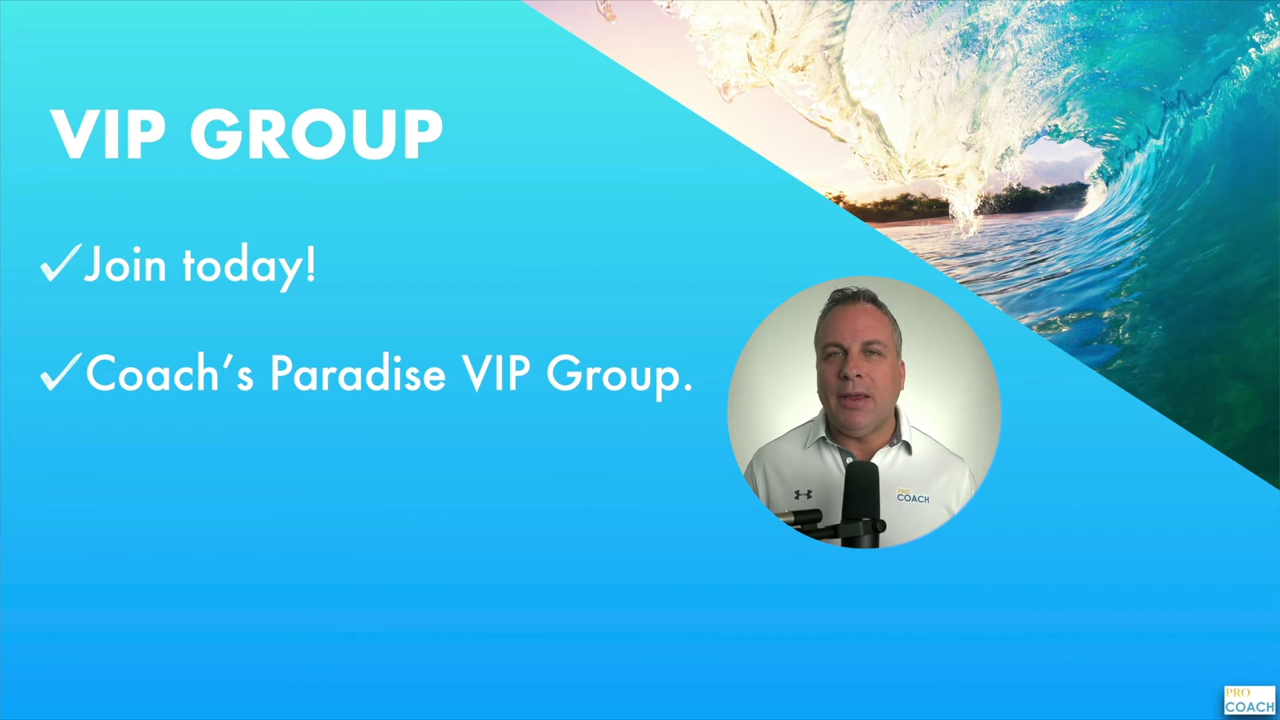 VIP GROUP
✓Join today!
✓Coach’s Paradise VIP Group.
PRO
COACH
PRO
COACH